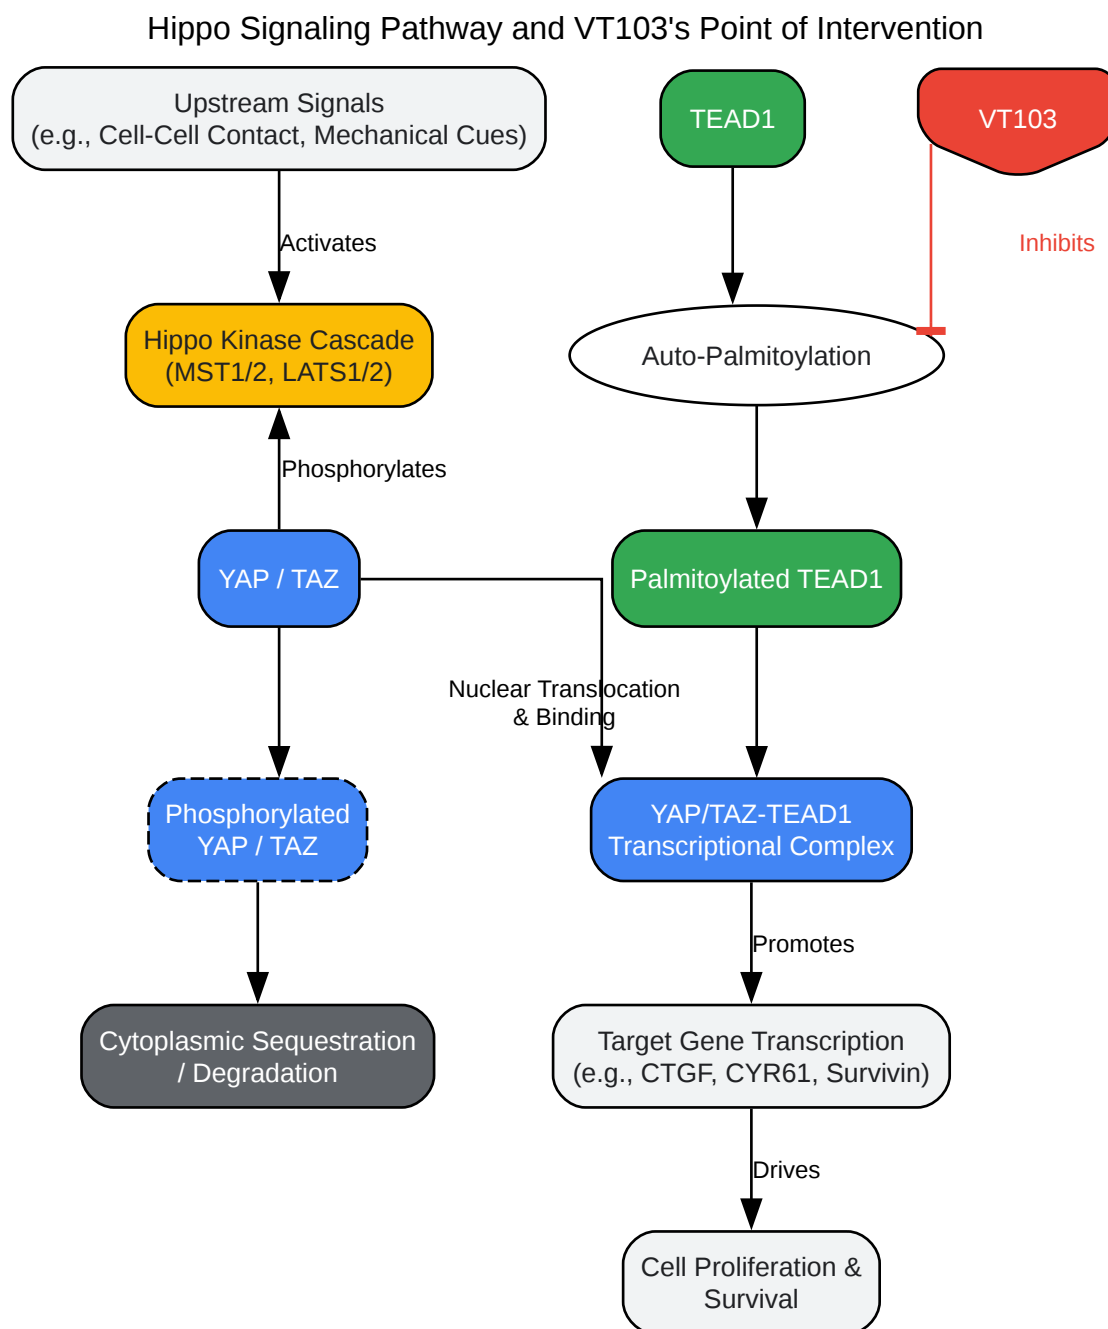 Hippo Signaling Pathway and VT103's Point of Intervention
Upstream Signals
(e.g., Cell-Cell Contact, Mechanical Cues)
TEAD1
VT103
Activates
Inhibits
Hippo Kinase Cascade
(MST1/2, LATS1/2)
Auto-Palmitoylation
Phosphorylates
YAP / TAZ
Palmitoylated TEAD1
Nuclear Translocation
& Binding
Phosphorylated
YAP / TAZ
YAP/TAZ-TEAD1
Transcriptional Complex
Promotes
Cytoplasmic Sequestration
/ Degradation
Target Gene Transcription
(e.g., CTGF, CYR61, Survivin)
Drives
Cell Proliferation &
Survival